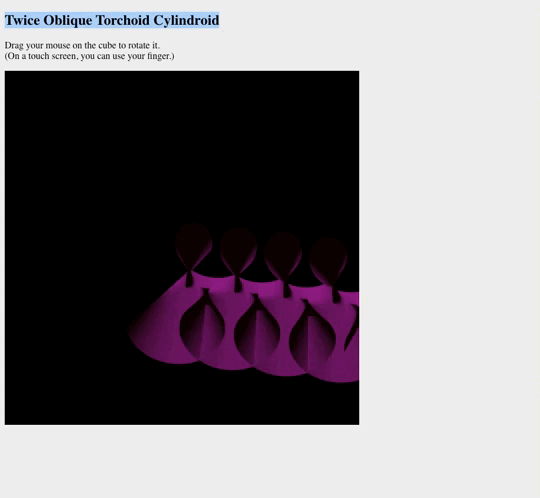 Twice Oblique Torchoid Cylindroid
Drag your mouse on the cube to rotate it.
(On a touch screen, you can use your finger.)